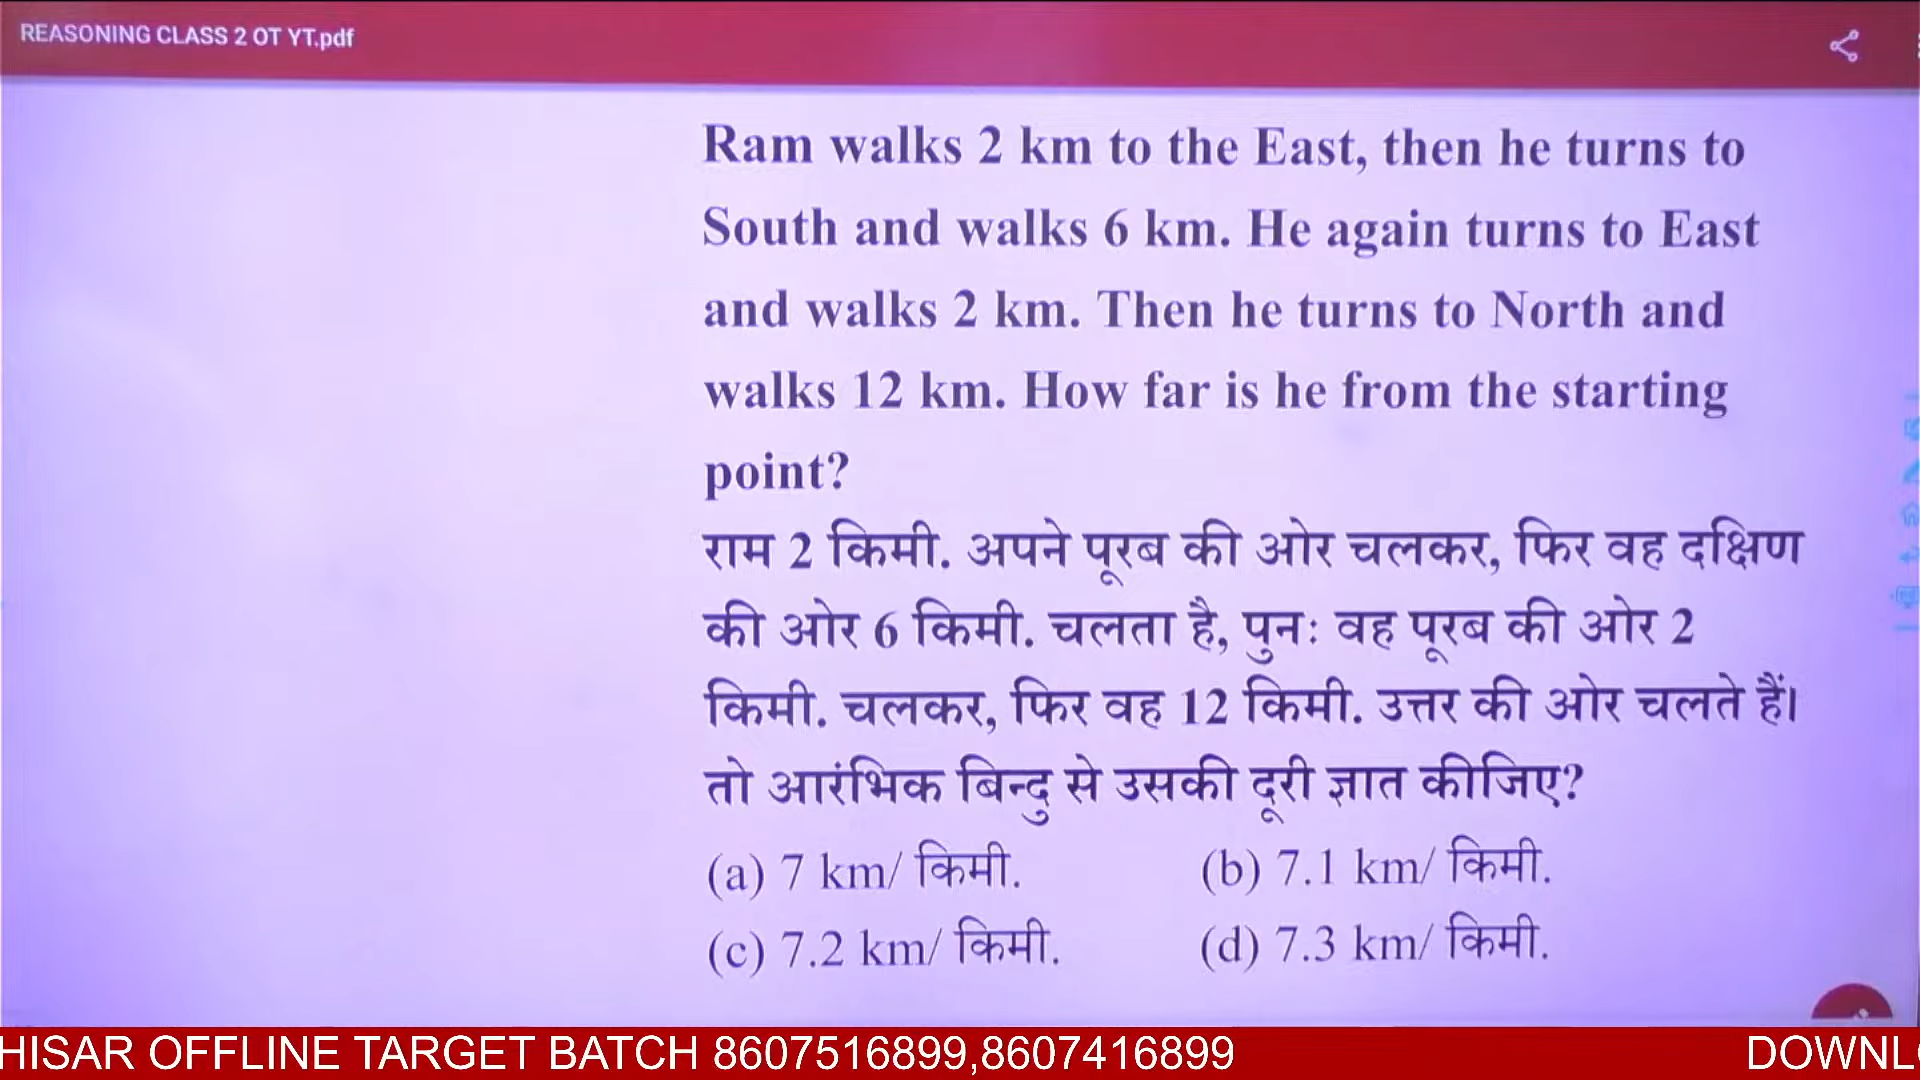 REASONING CLASS 2 OT YT.pdf
Ram walks 2 km to the East, then he turns to
South and walks 6 km. He again turns to East
and walks 2 km. Then he turns to North and
walks 12 km. How far is he from the starting
point?
राम 2 किमी. अपने पूरब की ओर चलकर, फिर वह दक्षिण
की ओर 6 किमी. चलता है, पुनः वह पूरब की ओर 2
किमी. चलकर, फिर वह 12 किमी. उत्तर की ओर चलते हैं।
तो आरंभिक बिन्दु से उसकी दूरी ज्ञात कीजिए?
(a) 7 km/ किमी. (b) 7.1 km/ किमी.
(c) 7.2 km/ किमी. (d) 7.3 km/ किमी.
HISAR OFFLINE TARGET BATCH 8607516899,8607416899 DOWNL